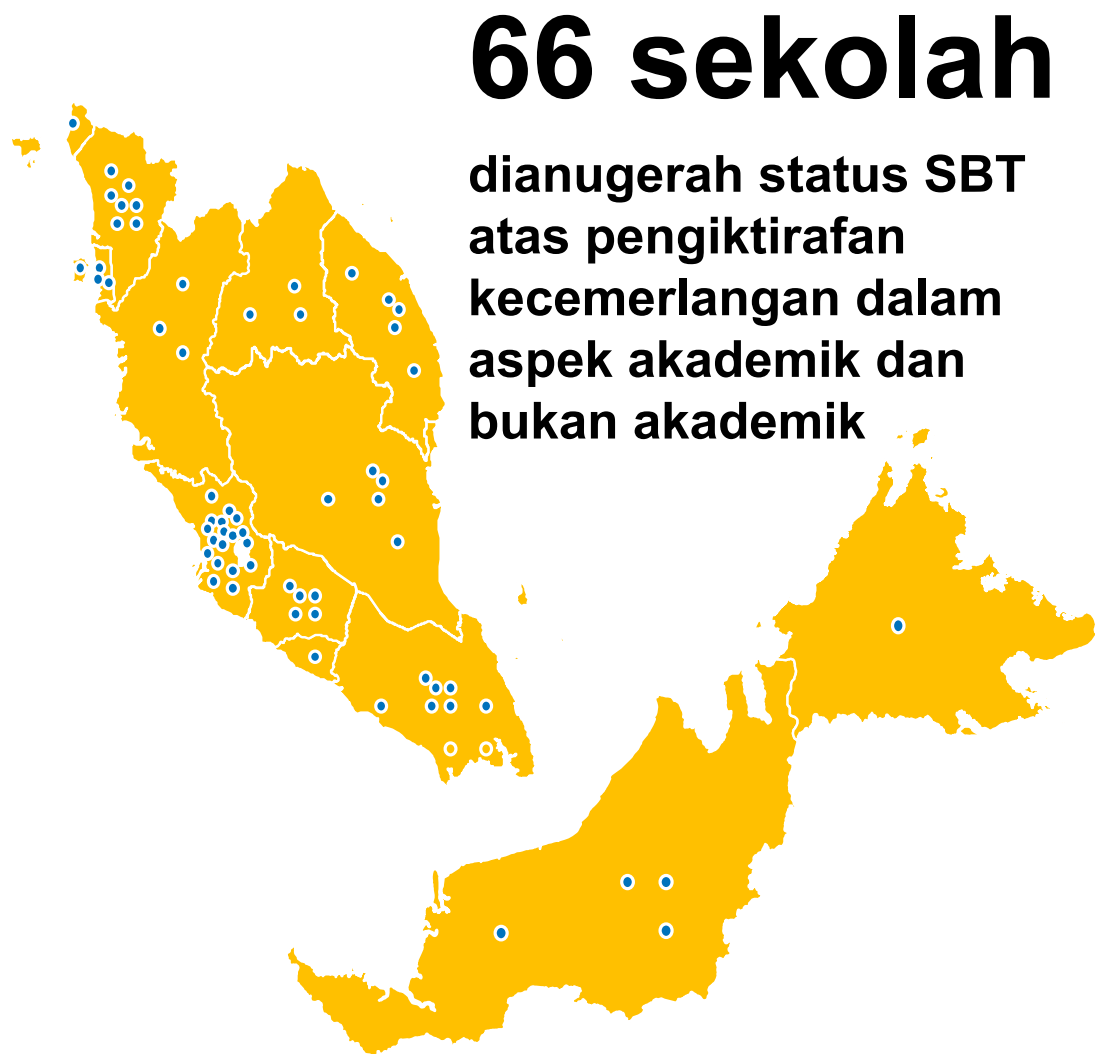 66 sekolah
dianugerah status SBT
atas pengiktirafan
kecemerlangan dalam
aspek akademik dan
bukan akademik